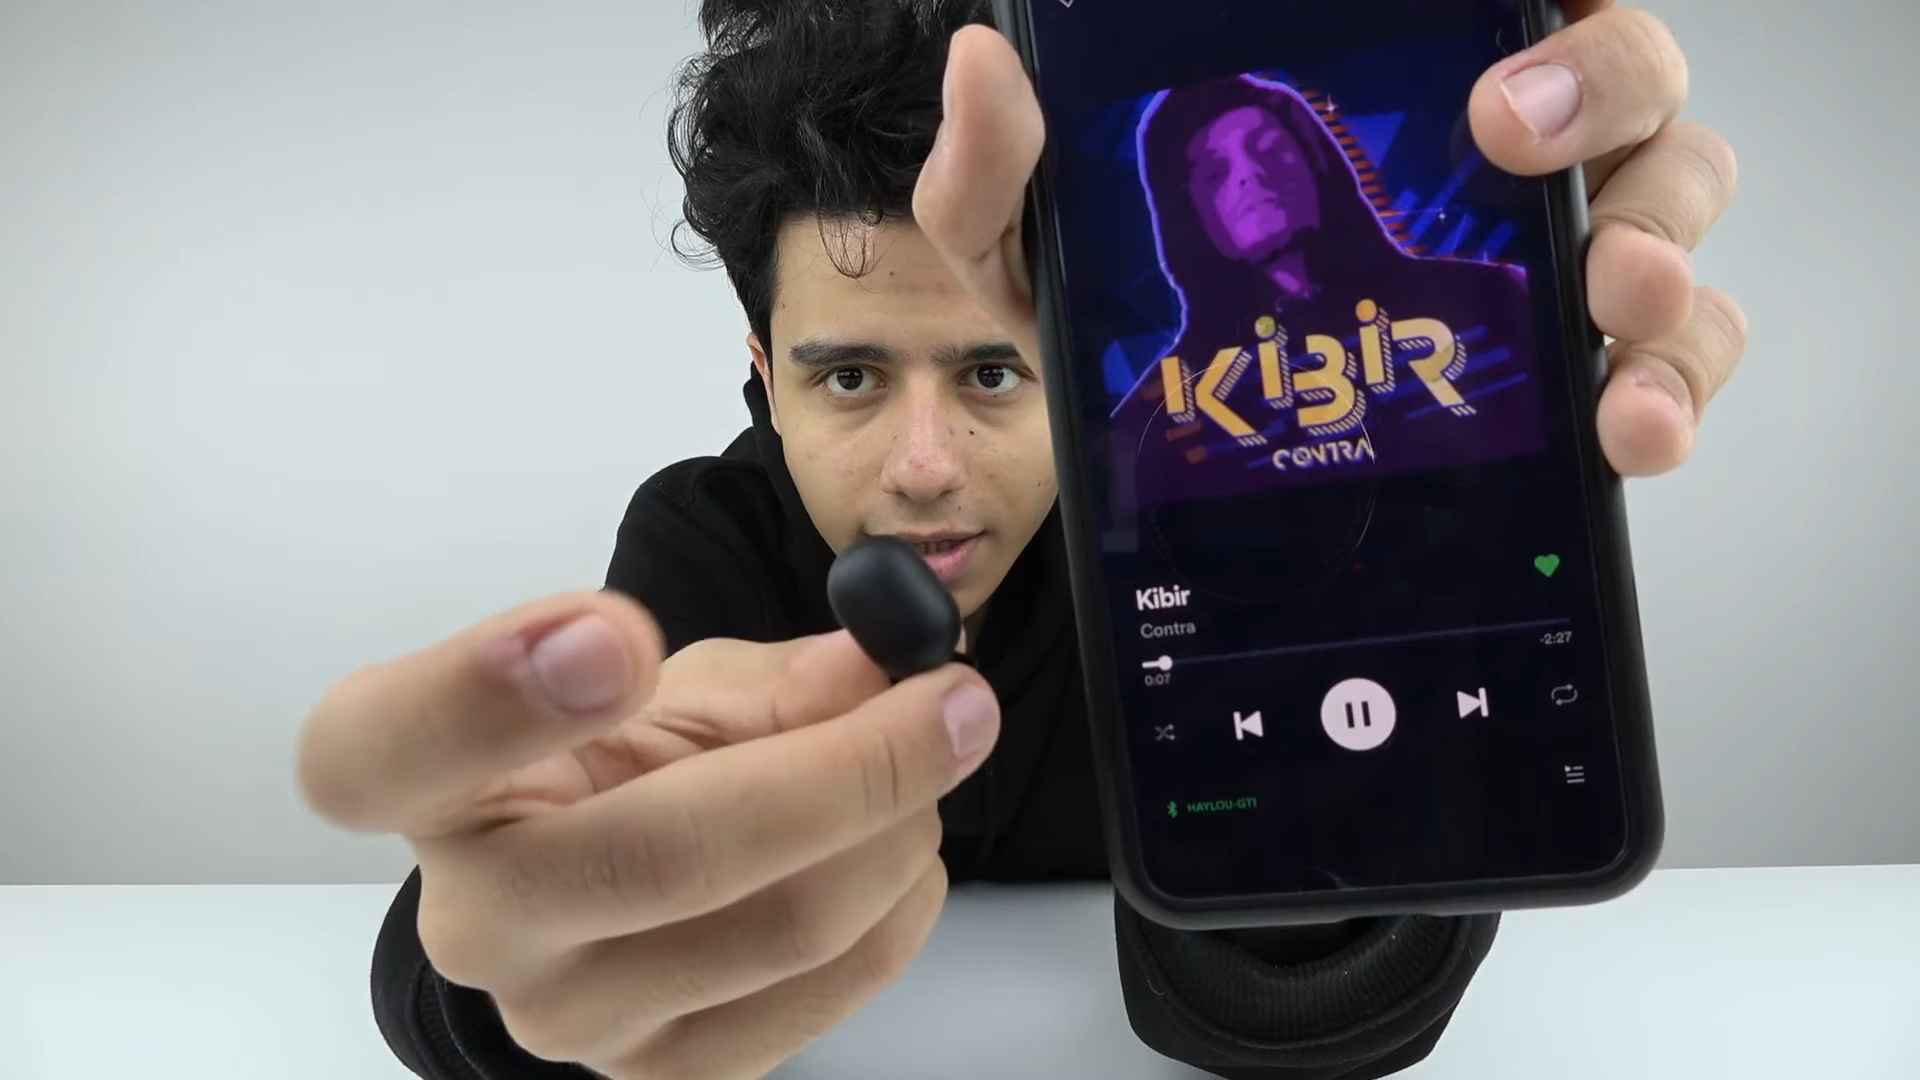 KiBiR
CONTRA
Kibir
Contra
-2:27
0:07
HAYLOU-GT1